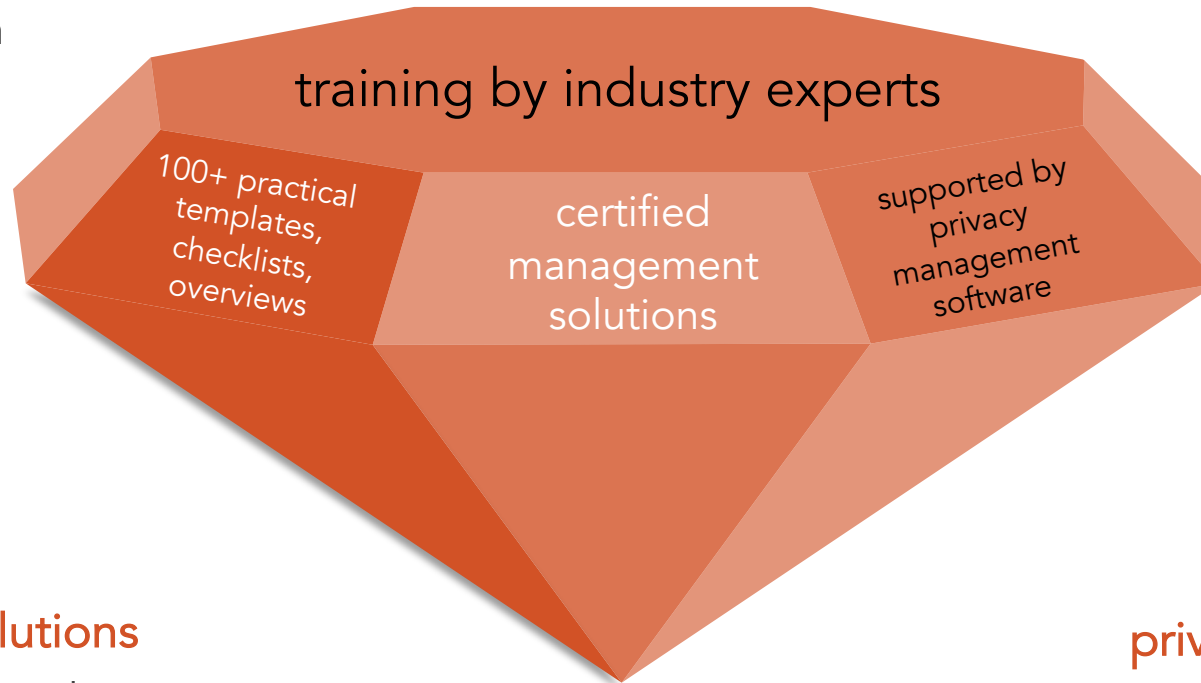 training by industry experts
100+ practical
templates,
checklists,
overviews
certified
management
solutions
supported by
privacy
management
software
lutions
priv